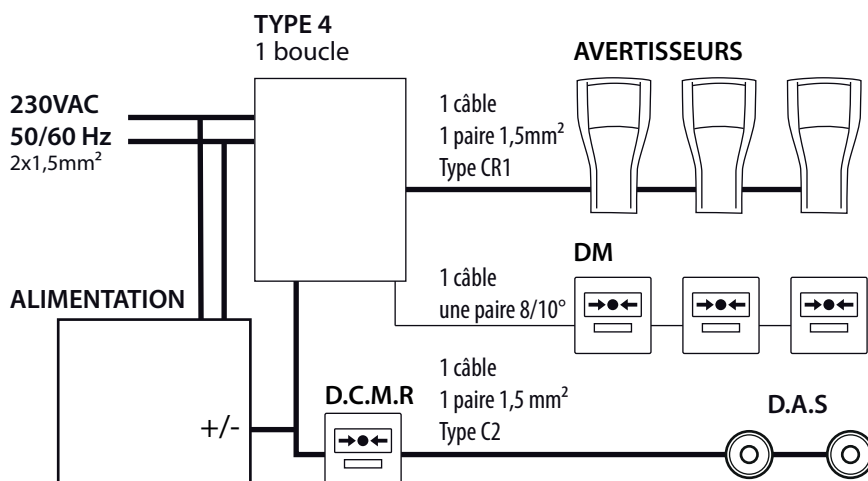 TYPE 4
1 boucle
AVERTISSEURS
230VAC
50/60 Hz
2x1,5mm²
1 câble
1 paire 1,5mm²
Type CR1
DM
1 câble
une paire 8/10°
ALIMENTATION
+/-
D.C.M.R
1 câble
1 paire 1,5 mm²
Type C2
D.A.S